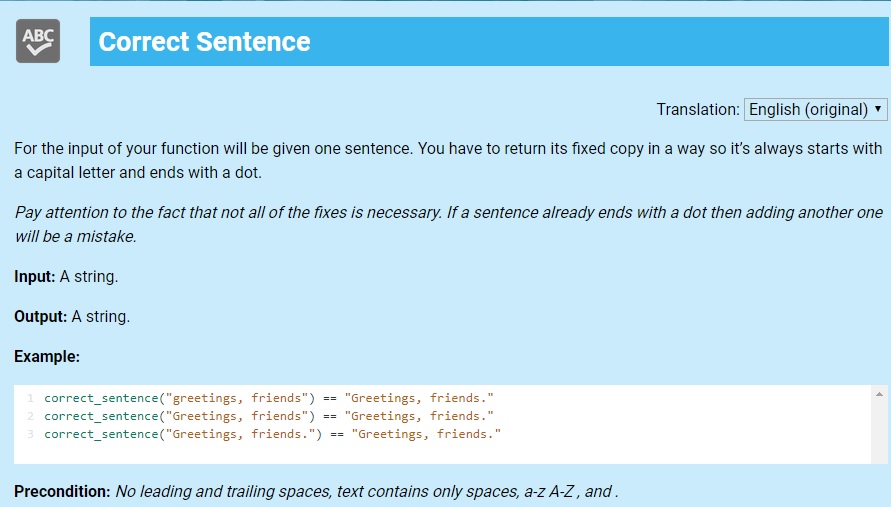 ABC
Correct Sentence
Translation: English (original) ▾
For the input of your function will be given one sentence. You have to return its fixed copy in a way so it's always starts with
a capital letter and ends with a dot.
Pay attention to the fact that not all of the fixes is necessary. If a sentence already ends with a dot then adding another one
will be a mistake.
Input: A string.
Output: A string.
Example:
1 correct_sentence("greetings, friends") == "Greetings, friends."
2 correct_sentence("Greetings, friends") == "Greetings, friends."
3 correct_sentence("Greetings, friends.") == "Greetings, friends."
Precondition: No leading and trailing spaces, text contains only spaces, a-z A-Z , and .